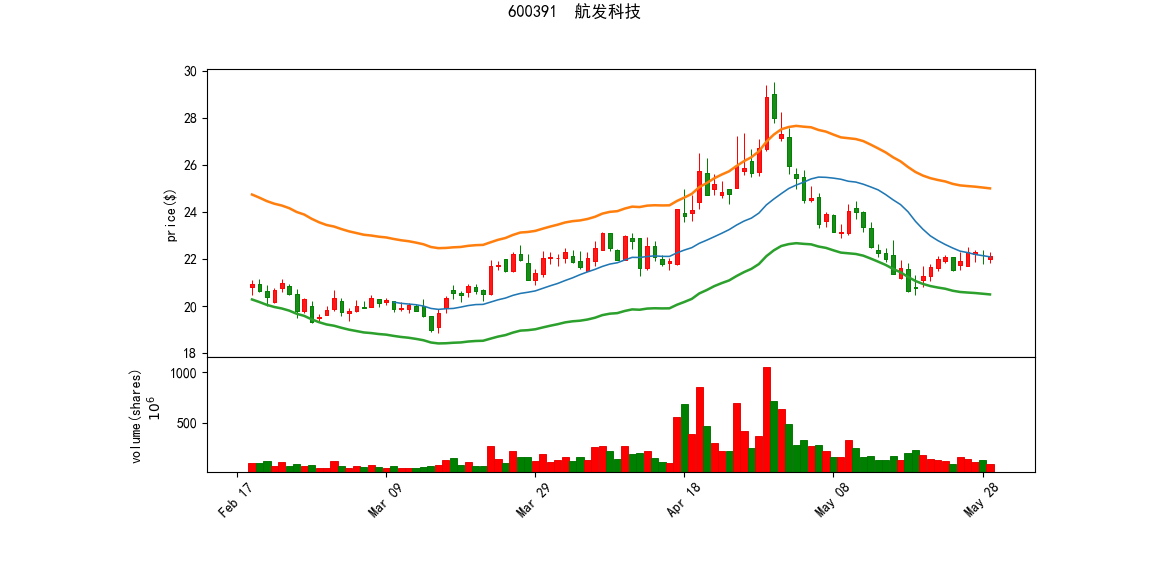 600391 航发科技
30
28
26
24
22
20
18
price($)
1000
500
volume(shares)
10^6
Feb 17
Mar 09
Mar 29
Apr 18
May 08
May 28